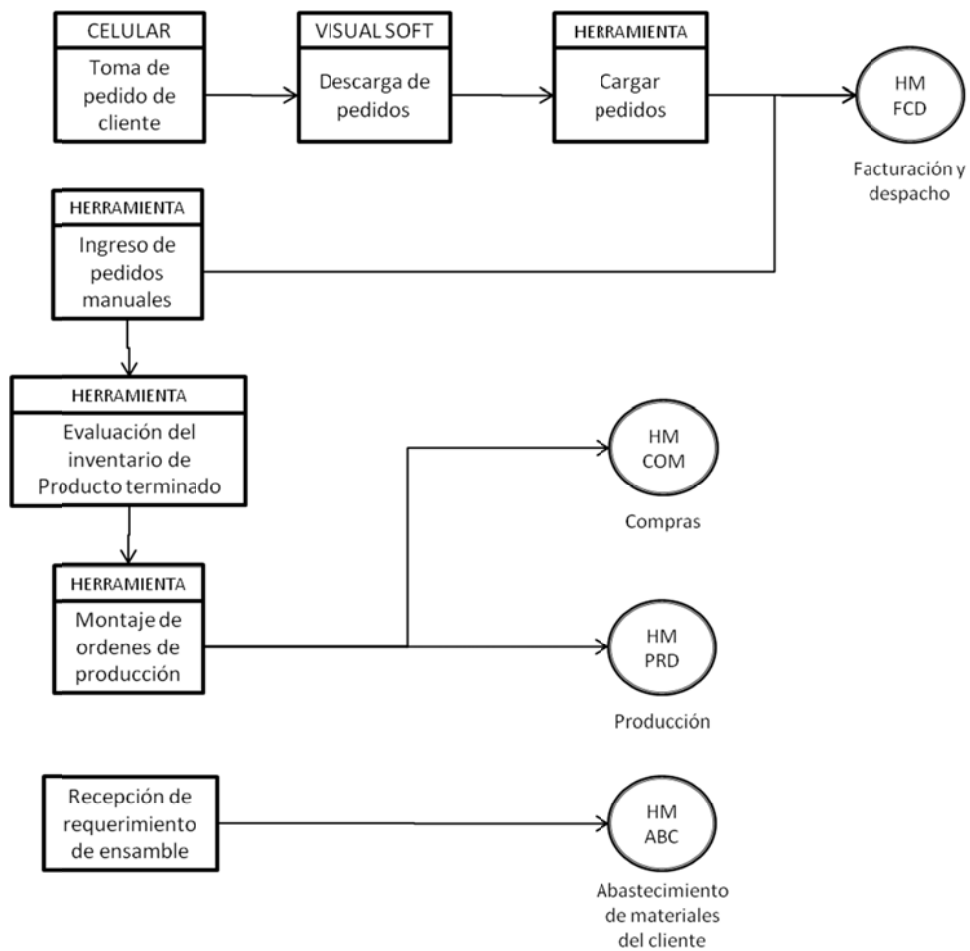 CELULAR
Toma de
pedido de
cliente
VISUAL SOFT
Descarga de
pedidos
HERRAMIENTA
Cargar
pedidos
HM
FCD
Facturación y
despacho
HERRAMIENTA
Ingreso de
pedidos
manuales
HERRAMIENTA
Evaluación del
inventario de
Producto terminado
HM
COM
Compras
HERRAMIENTA
Montaje de
ordenes de
producción
HM
PRD
Producción
Recepción de
requerimiento
de ensamble
HM
ABC
Abastecimiento
de materiales
del cliente